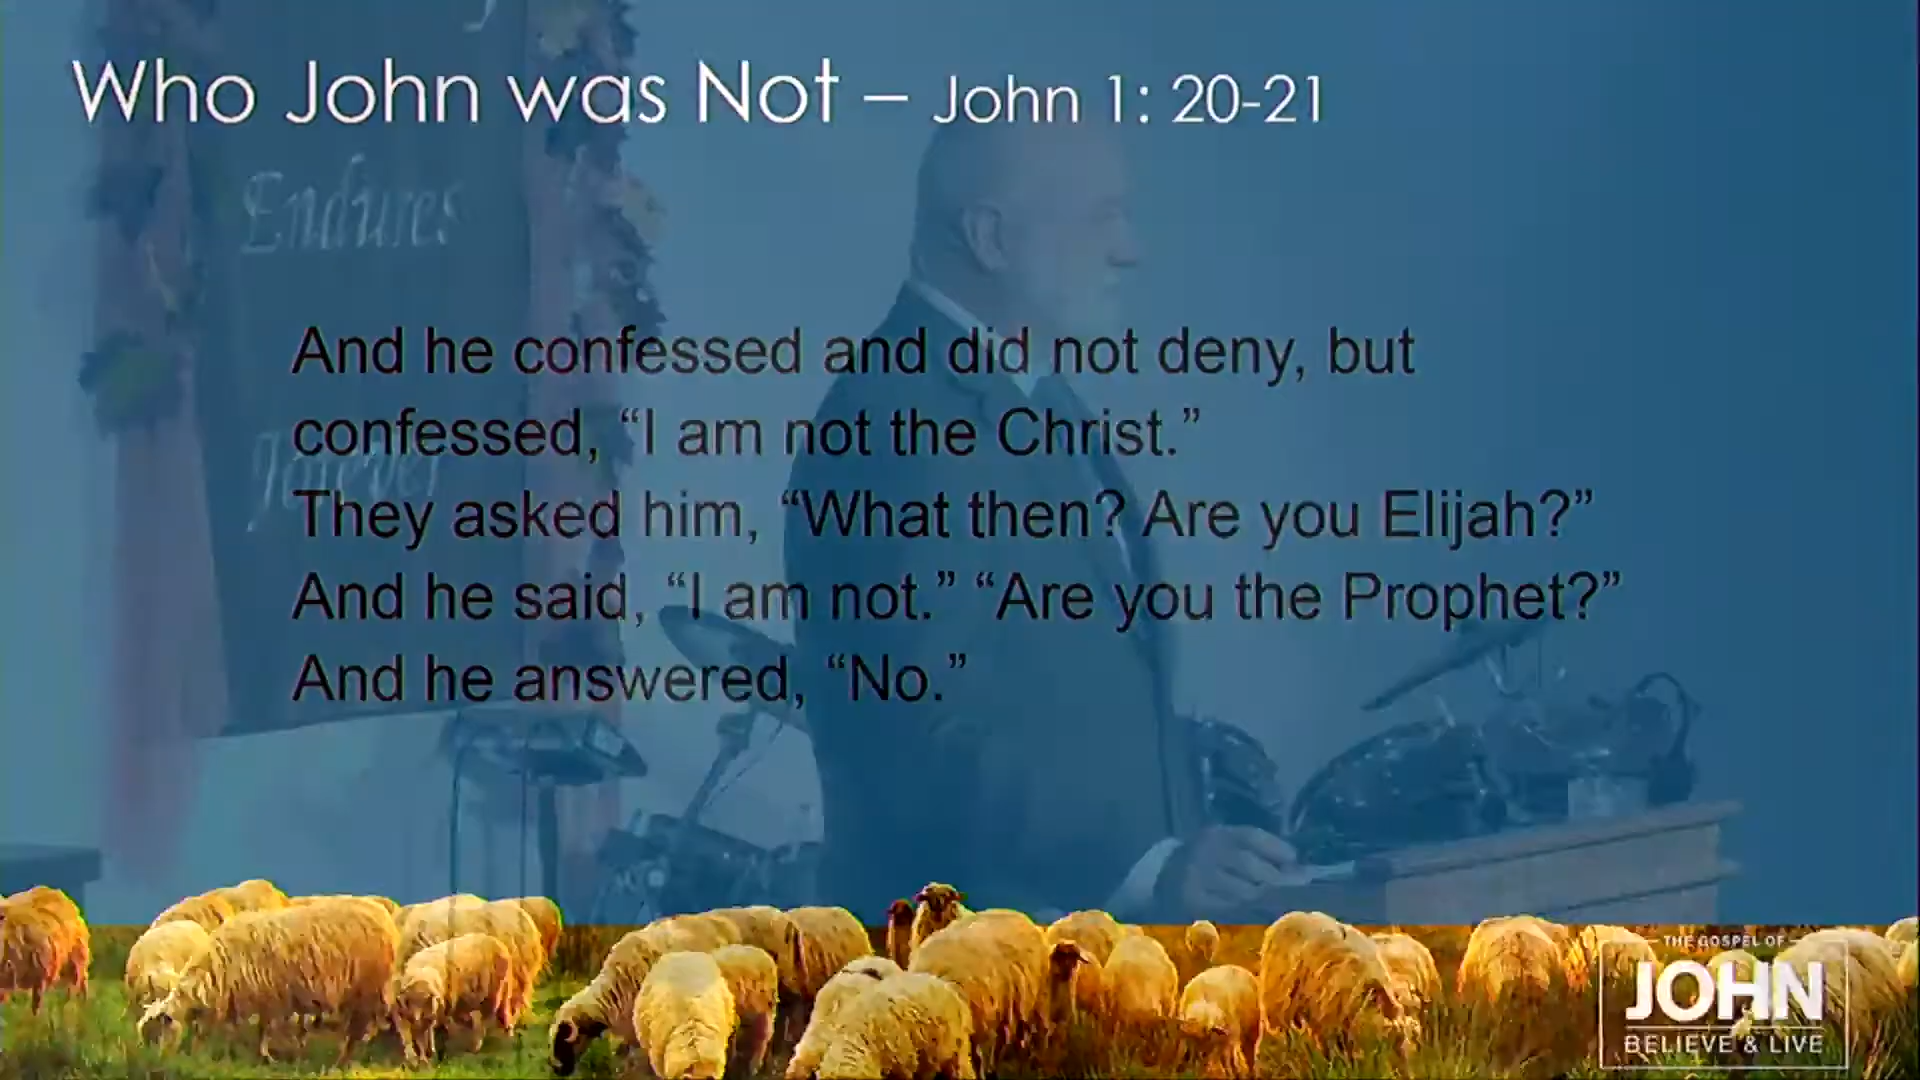 Who John was Not – John 1: 20-21
Endures
Forever
And he confessed and did not deny, but
confessed, “I am not the Christ.”
They asked him, “What then? Are you Elijah?”
And he said, “I am not.” “Are you the Prophet?”
And he answered, “No.”
THE GOSPEL OF
JOHN
BELIEVE & LIVE